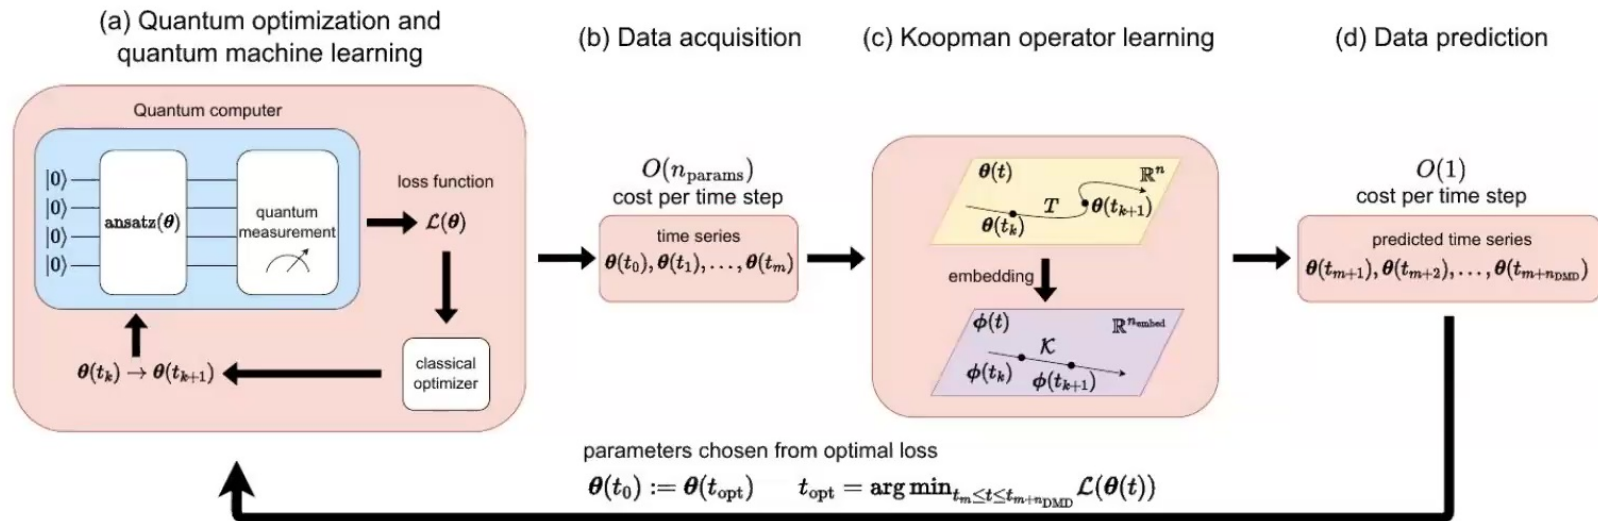 (a) Quantum optimization and
quantum machine learning
Quantum computer
|0⟩
|0⟩
|0⟩
|0⟩
ansatz(θ)
quantum
measurement
loss function
ℒ(θ)
classical
optimizer
θ(t_k) → θ(t_{k+1})
(b) Data acquisition
O(n_params)
cost per time step
time series
θ(t_0), θ(t_1), ..., θ(t_m)
(c) Koopman operator learning
θ(t)
ℝ^n
T
θ(t_k)
θ(t_{k+1})
embedding
ϕ(t)
ℝ^{n_embed}
𝒦
ϕ(t_k)
ϕ(t_{k+1})
(d) Data prediction
O(1)
cost per time step
predicted time series
θ(t_{m+1}), θ(t_{m+2}), ..., θ(t_{m+n_DMD})
parameters chosen from optimal loss
θ(t_0) := θ(t_opt) t_opt = arg min_{t_m≤t≤t_{m+n_DMD}} ℒ(θ(t))